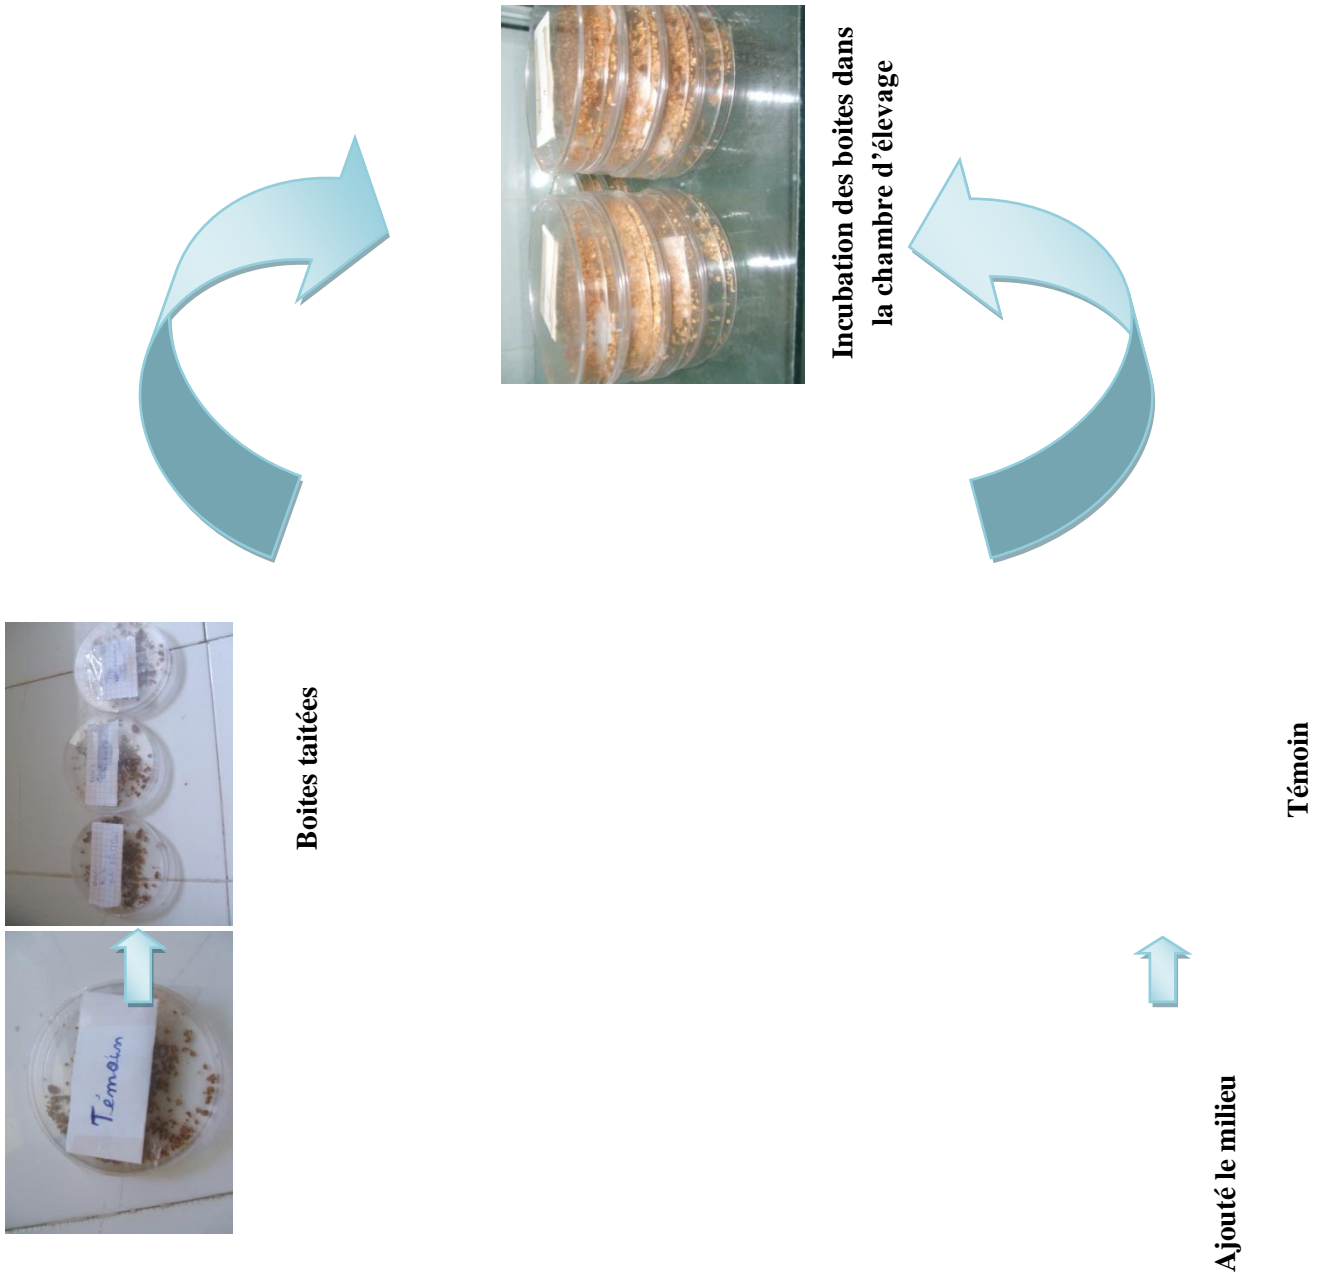 Témoin
Boites taitées
Incubation des boites dans
la chambre d'élevage
Ajouté le milieu
Témoin